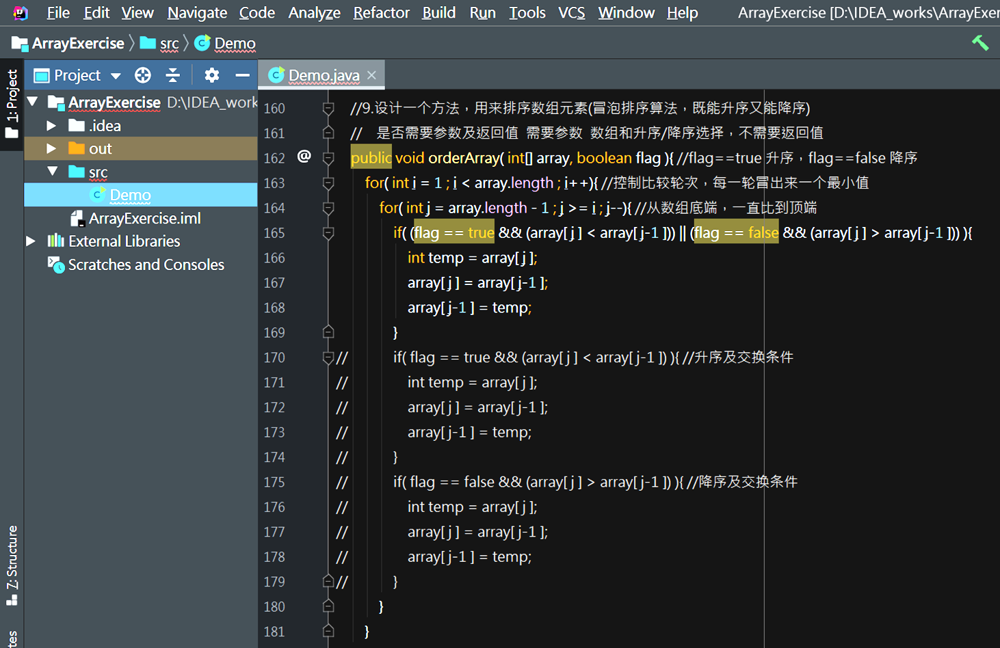 File Edit View Navigate Code Analyze Refactor Build Run Tools VCS Window Help ArrayExercise [D:\IDEA_works\ArrayExer
ArrayExercise src Demo
1: Project
Project
Demo.java
ArrayExercise D:\IDEA_work
.idea
out
src
Demo
ArrayExercise.iml
External Libraries
Scratches and Consoles
Z: Structure
tes
160 //9.设计一个方法，用来排序数组元素(冒泡排序算法，既能升序又能降序)
161 // 是否需要参数及返回值 需要参数 数组和升序/降序选择，不需要返回值
162 @ public void orderArray( int[] array, boolean flag ){ //flag==true 升序，flag==false 降序
163 for( int i = 1 ; i < array.length ; i++){ //控制比较轮次，每一轮冒出来一个最小值
164 for( int j = array.length - 1 ; j >= i ; j--){ //从数组底端，一直比到顶端
165 if( (flag == true && (array[ j ] < array[ j-1 ])) || (flag == false && (array[ j ] > array[ j-1 ])) ){
166 int temp = array[ j ];
167 array[ j ] = array[ j-1 ];
168 array[ j-1 ] = temp;
169 }
170 // if( flag == true && (array[ j ] < array[ j-1 ]) ){ //升序及交换条件
171 // int temp = array[ j ];
172 // array[ j ] = array[ j-1 ];
173 // array[ j-1 ] = temp;
174 // }
175 // if( flag == false && (array[ j ] > array[ j-1 ]) ){ //降序及交换条件
176 // int temp = array[ j ];
177 // array[ j ] = array[ j-1 ];
178 // array[ j-1 ] = temp;
179 // }
180 }
181 }